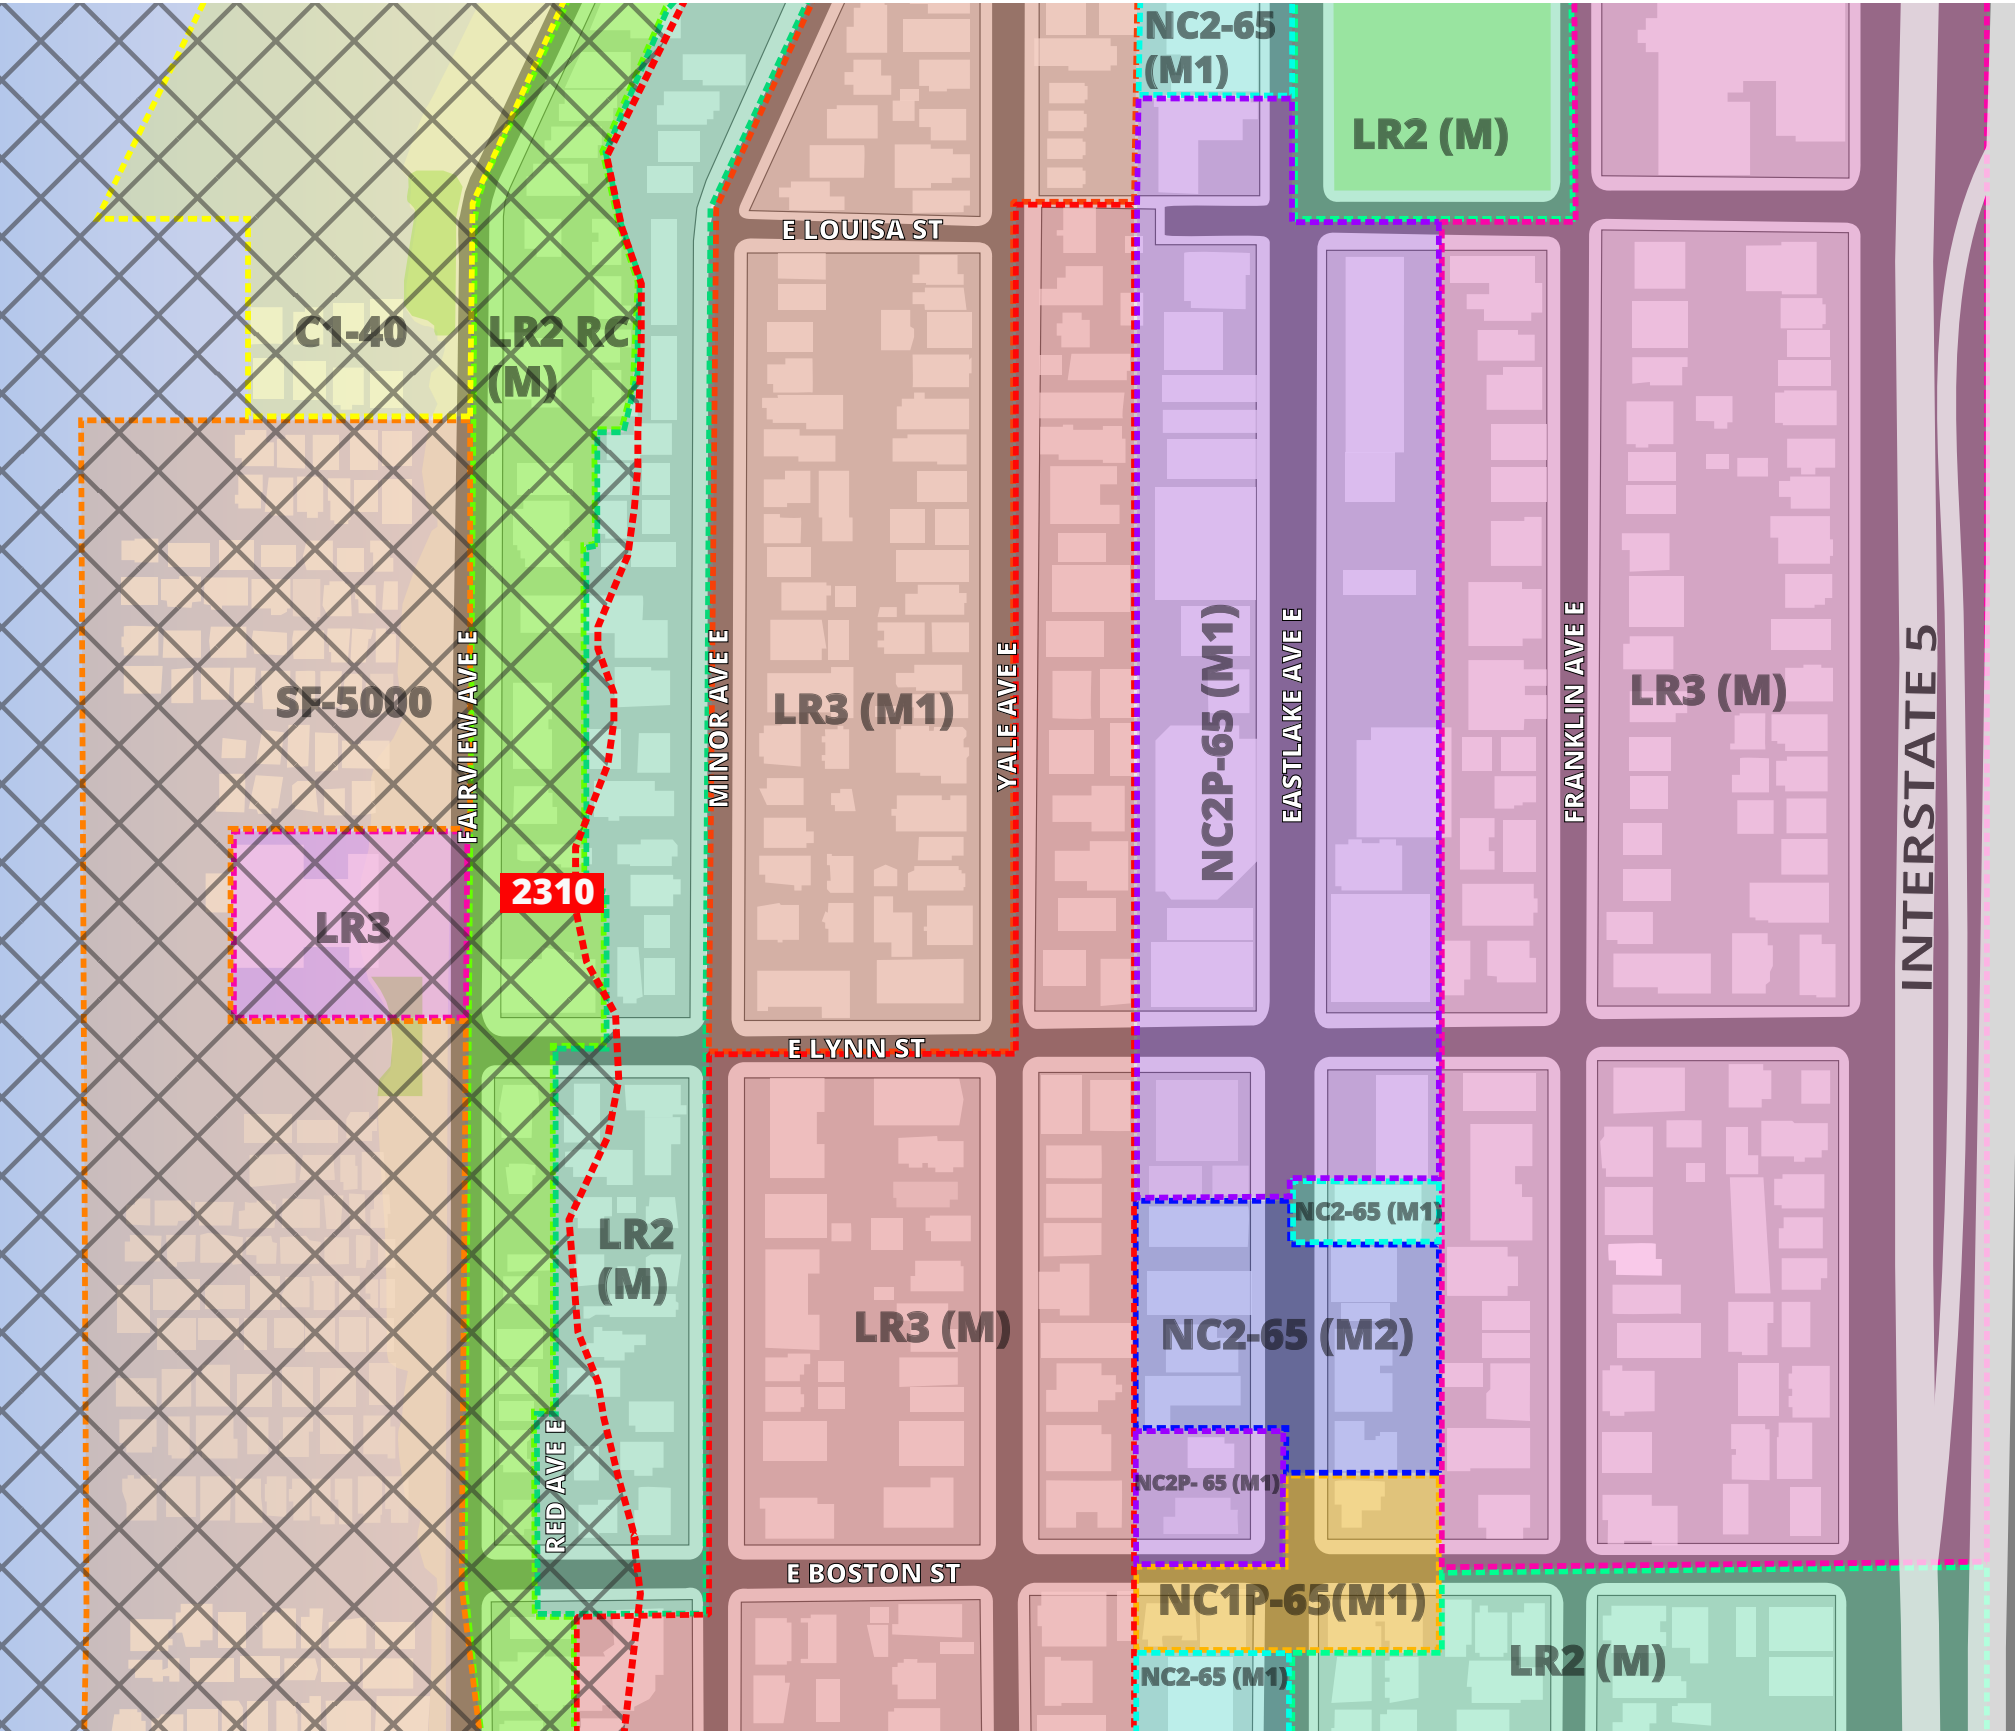 NC2-65
(M1)
LR2 (M)
E LOUISA ST
C1-40
LR2 RC
(M)
SF-5000
FAIRVIEW AVE E
MINOR AVE E
LR3 (M1)
YALE AVE E
NC2P-65 (M1)
EASTLAKE AVE E
FRANKLIN AVE E
LR3 (M)
INTERSTATE 5
2310
LR3
E LYNN ST
NC2-65 (M1)
LR2
(M)
LR3 (M)
NC2-65 (M2)
RED AVE E
NC2P- 65 (M1)
E BOSTON ST
NC1P-65(M1)
LR2 (M)
NC2-65 (M1)